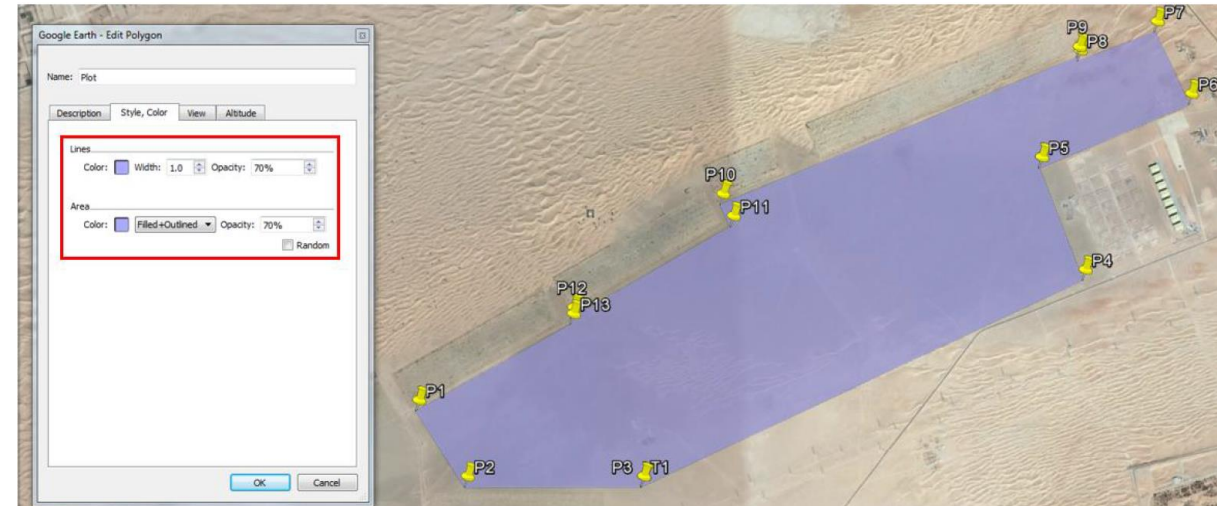 Google Earth - Edit Polygon
Name: Plot
Description Style, Color View Altitude
Lines
Color: Width: 1.0 Opacity: 70%
Area
Color: Filled+Outlined Opacity: 70%
Random
OK Cancel
P7
P9
P8
P6
P5
P10
P11
P4
P12
P13
P1
P2
P3 T1